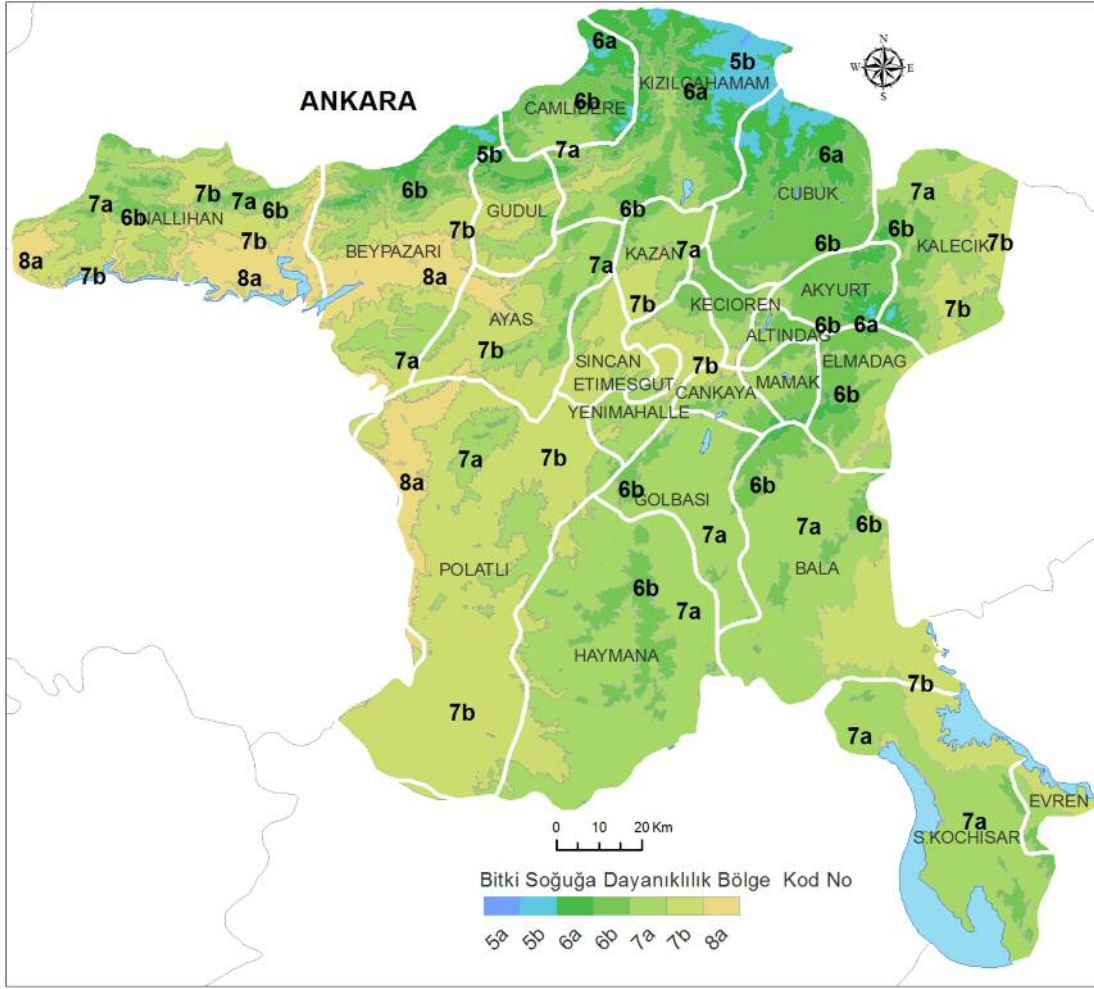 N
W E
S
ANKARA
6a
5b
KIZILCAHAMAM
6a
6b
CAMLIDERE
7a
5b
6a
6b
7b
7a
6b
7a
6b
NALLIHAN
GUDUL
CUBUK
7a
6b
KALECIK
7b
7b
BEYPAZARI
7b
KAZAN
7a
6b
8a
7b
8a
8a
7a
KECIOREN
AKYURT
7b
AYAS
7b
ALTINDAG
6b
6a
7b
7a
SINCAN
7b
ELMADAG
ETIMESGUT
CANKAYA
MAMAK
6b
YENIMAHALLE
7a
7b
8a
6b
GOLBASI
6b
7a
7a
6b
POLATLI
BALA
6b
7a
HAYMANA
7b
7b
7a
EVREN
7a
S.KOCHISAR
0 10 20 Km
Bitki Soğuğa Dayanıklılık Bölge Kod No
5a 5b 6a 6b 7a 7b 8a